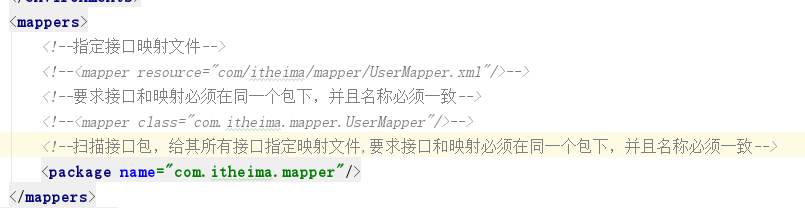 </environments>
<mappers>
<!--指定接口映射文件-->
<!--<mapper resource="com/itheima/mapper/UserMapper.xml"/>-->
<!--要求接口和映射必须在同一个包下，并且名称必须一致-->
<!--<mapper class="com.itheima.mapper.UserMapper"/>-->
<!--扫描接口包，给其所有接口指定映射文件,要求接口和映射必须在同一个包下，并且名称必须一致-->
<package name="com.itheima.mapper"/>
</mappers>